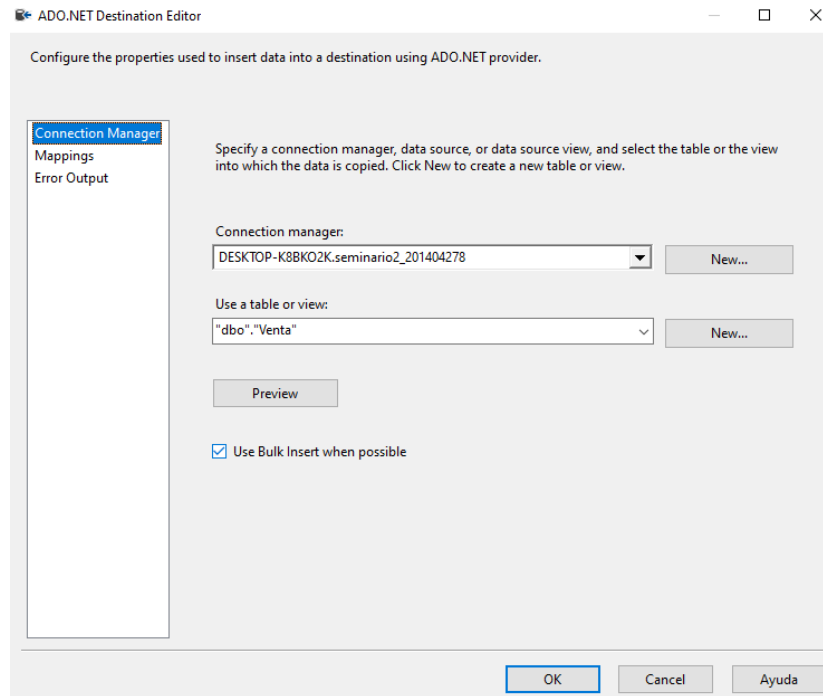 ADO.NET Destination Editor
Configure the properties used to insert data into a destination using ADO.NET provider.
Connection Manager
Mappings
Error Output
Specify a connection manager, data source, or data source view, and select the table or the view
into which the data is copied. Click New to create a new table or view.
Connection manager:
DESKTOP-K8BKO2K.seminario2_201404278
New...
Use a table or view:
"dbo"."Venta"
New...
Preview
Use Bulk Insert when possible
OK
Cancel
Ayuda